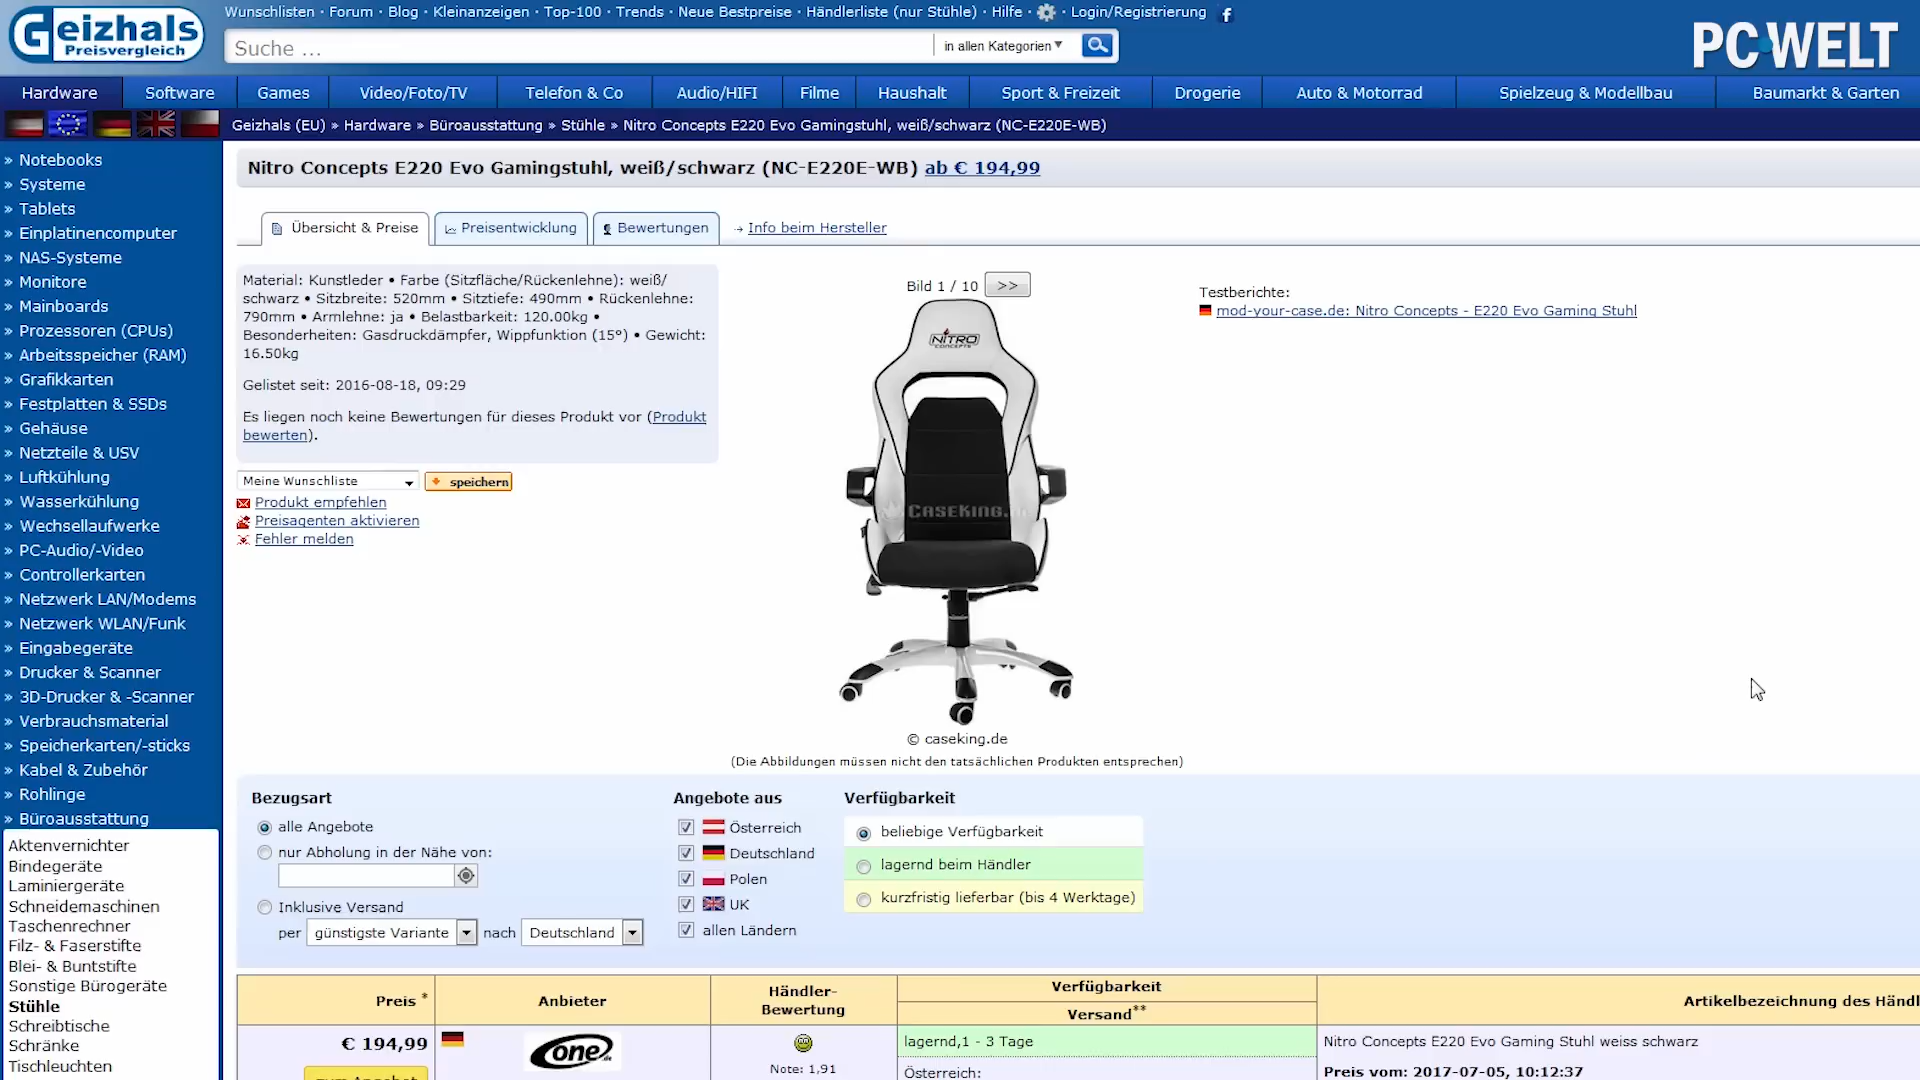 Geizhals
Preisvergleich
Wunschlisten · Forum · Blog · Kleinanzeigen · Top-100 · Trends · Neue Bestpreise · Händlerliste (nur Stühle) · Hilfe · · Login/Registrierung
Suche ...
in allen Kategorien
PC WELT
Hardware
Software
Games
Video/Foto/TV
Telefon & Co
Audio/HIFI
Filme
Haushalt
Sport & Freizeit
Drogerie
Auto & Motorrad
Spielzeug & Modellbau
Baumarkt & Garten
Geizhals (EU) » Hardware » Büroausstattung » Stühle » Nitro Concepts E220 Evo Gamingstuhl, weiß/schwarz (NC-E220E-WB)
» Notebooks
» Systeme
» Tablets
» Einplatinencomputer
» NAS-Systeme
» Monitore
» Mainboards
» Prozessoren (CPUs)
» Arbeitsspeicher (RAM)
» Grafikkarten
» Festplatten & SSDs
» Gehäuse
» Netzteile & USV
» Luftkühlung
» Wasserkühlung
» Wechsellaufwerke
» PC-Audio/-Video
» Controllerkarten
» Netzwerk LAN/Modems
» Netzwerk WLAN/Funk
» Eingabegeräte
» Drucker & Scanner
» 3D-Drucker & -Scanner
» Verbrauchsmaterial
» Speicherkarten/-sticks
» Kabel & Zubehör
» Rohlinge
» Büroausstattung
Aktenvernichter
Bindegeräte
Laminiergeräte
Schneidemaschinen
Taschenrechner
Filz- & Faserstifte
Blei- & Buntstifte
Sonstige Bürogeräte
Stühle
Schreibtische
Schränke
Tischleuchten
Nitro Concepts E220 Evo Gamingstuhl, weiß/schwarz (NC-E220E-WB) ab € 194,99
Übersicht & Preise
Preisentwicklung
Bewertungen
→ Info beim Hersteller
Material: Kunstleder • Farbe (Sitzfläche/Rückenlehne): weiß/
schwarz • Sitzbreite: 520mm • Sitztiefe: 490mm • Rückenlehne:
790mm • Armlehne: ja • Belastbarkeit: 120.00kg •
Besonderheiten: Gasdruckdämpfer, Wippfunktion (15°) • Gewicht:
16.50kg
Gelistet seit: 2016-08-18, 09:29
Es liegen noch keine Bewertungen für dieses Produkt vor (Produkt
bewerten).
Meine Wunschliste
speichern
Produkt empfehlen
Preisagenten aktivieren
Fehler melden
Bild 1 / 10
>>
NITRO
CONCEPTS
CASEKING.
© caseking.de
(Die Abbildungen müssen nicht den tatsächlichen Produkten entsprechen)
Testberichte:
mod-your-case.de: Nitro Concepts - E220 Evo Gaming Stuhl
Bezugsart
alle Angebote
nur Abholung in der Nähe von:
Inklusive Versand
per günstigste Variante nach Deutschland
Angebote aus
Österreich
Deutschland
Polen
UK
allen Ländern
Verfügbarkeit
beliebige Verfügbarkeit
lagernd beim Händler
kurzfristig lieferbar (bis 4 Werktage)
Preis *
Anbieter
Händler-
Bewertung
Verfügbarkeit
Versand**
Artikelbezeichnung des Händl
€ 194,99
one.de
Note: 1,91
lagernd,1 - 3 Tage
Österreich:
Nitro Concepts E220 Evo Gaming Stuhl weiss schwarz
Preis vom: 2017-07-05, 10:12:37
zum Angebot